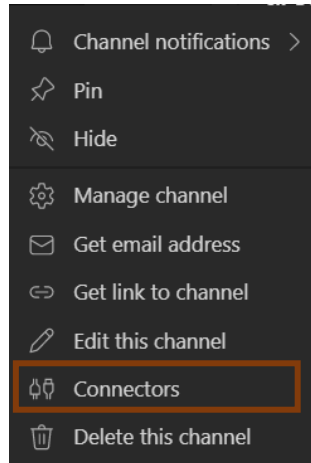 Channel notifications
Pin
Hide
Manage channel
Get email address
Get link to channel
Edit this channel
Connectors
Delete this channel